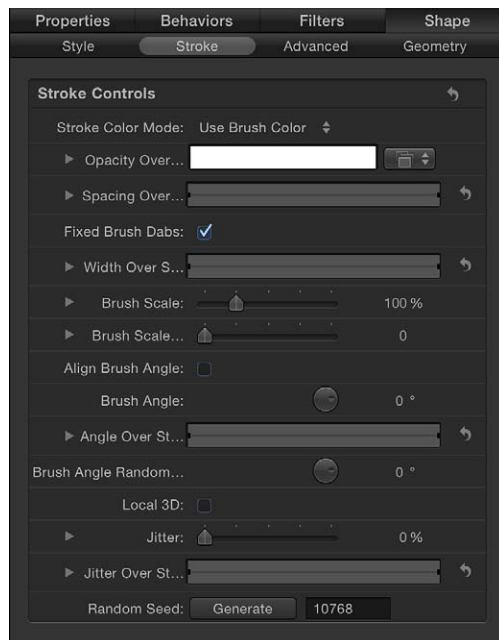 Properties Behaviors Filters Shape
Style Stroke Advanced Geometry
Stroke Controls
Stroke Color Mode: Use Brush Color
Opacity Over...
Spacing Over...
Fixed Brush Dabs:
Width Over S...
Brush Scale: 100 %
Brush Scale... 0
Align Brush Angle:
Brush Angle: 0 °
Angle Over St...
Brush Angle Random... 0 °
Local 3D:
Jitter: 0 %
Jitter Over St...
Random Seed: Generate 10768